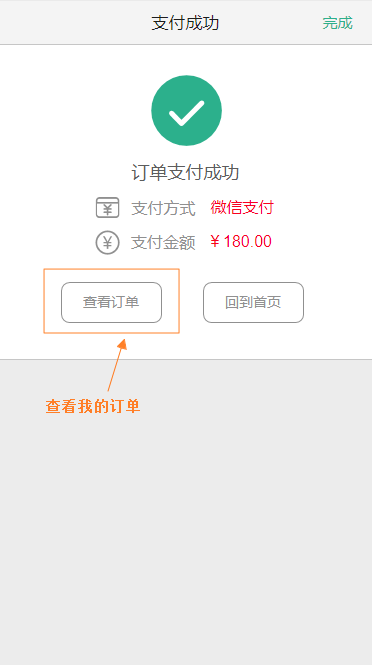 支付成功 完成
订单支付成功
支付方式 微信支付
支付金额 ¥180.00
查看订单 回到首页
查看我的订单